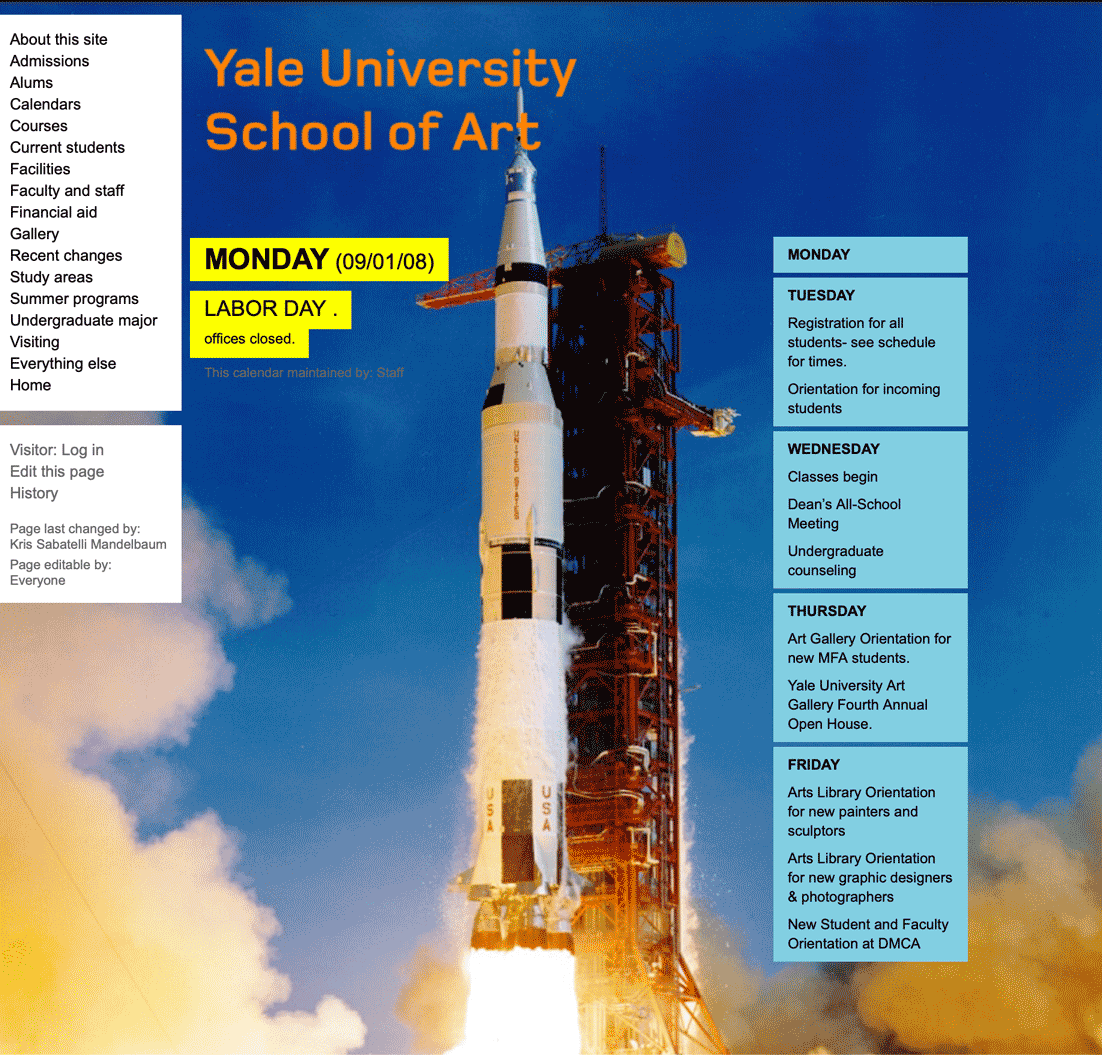 About this site
Admissions
Alums
Calendars
Courses
Current students
Facilities
Faculty and staff
Financial aid
Gallery
Recent changes
Study areas
Summer programs
Undergraduate major
Visiting
Everything else
Home
Visitor: Log in
Edit this page
History
Page last changed by:
Kris Sabatelli Mandelbaum
Page editable by:
Everyone
Yale University
School of Art
MONDAY (09/01/08)
LABOR DAY .
offices closed.
This calendar maintained by: Staff
UNITED STATES
USA
USA
MONDAY
TUESDAY
Registration for all
students- see schedule
for times.
Orientation for incoming
students
WEDNESDAY
Classes begin
Dean’s All-School
Meeting
Undergraduate
counseling
THURSDAY
Art Gallery Orientation for
new MFA students.
Yale University Art
Gallery Fourth Annual
Open House.
FRIDAY
Arts Library Orientation
for new painters and
sculptors
Arts Library Orientation
for new graphic designers
& photographers
New Student and Faculty
Orientation at DMCA